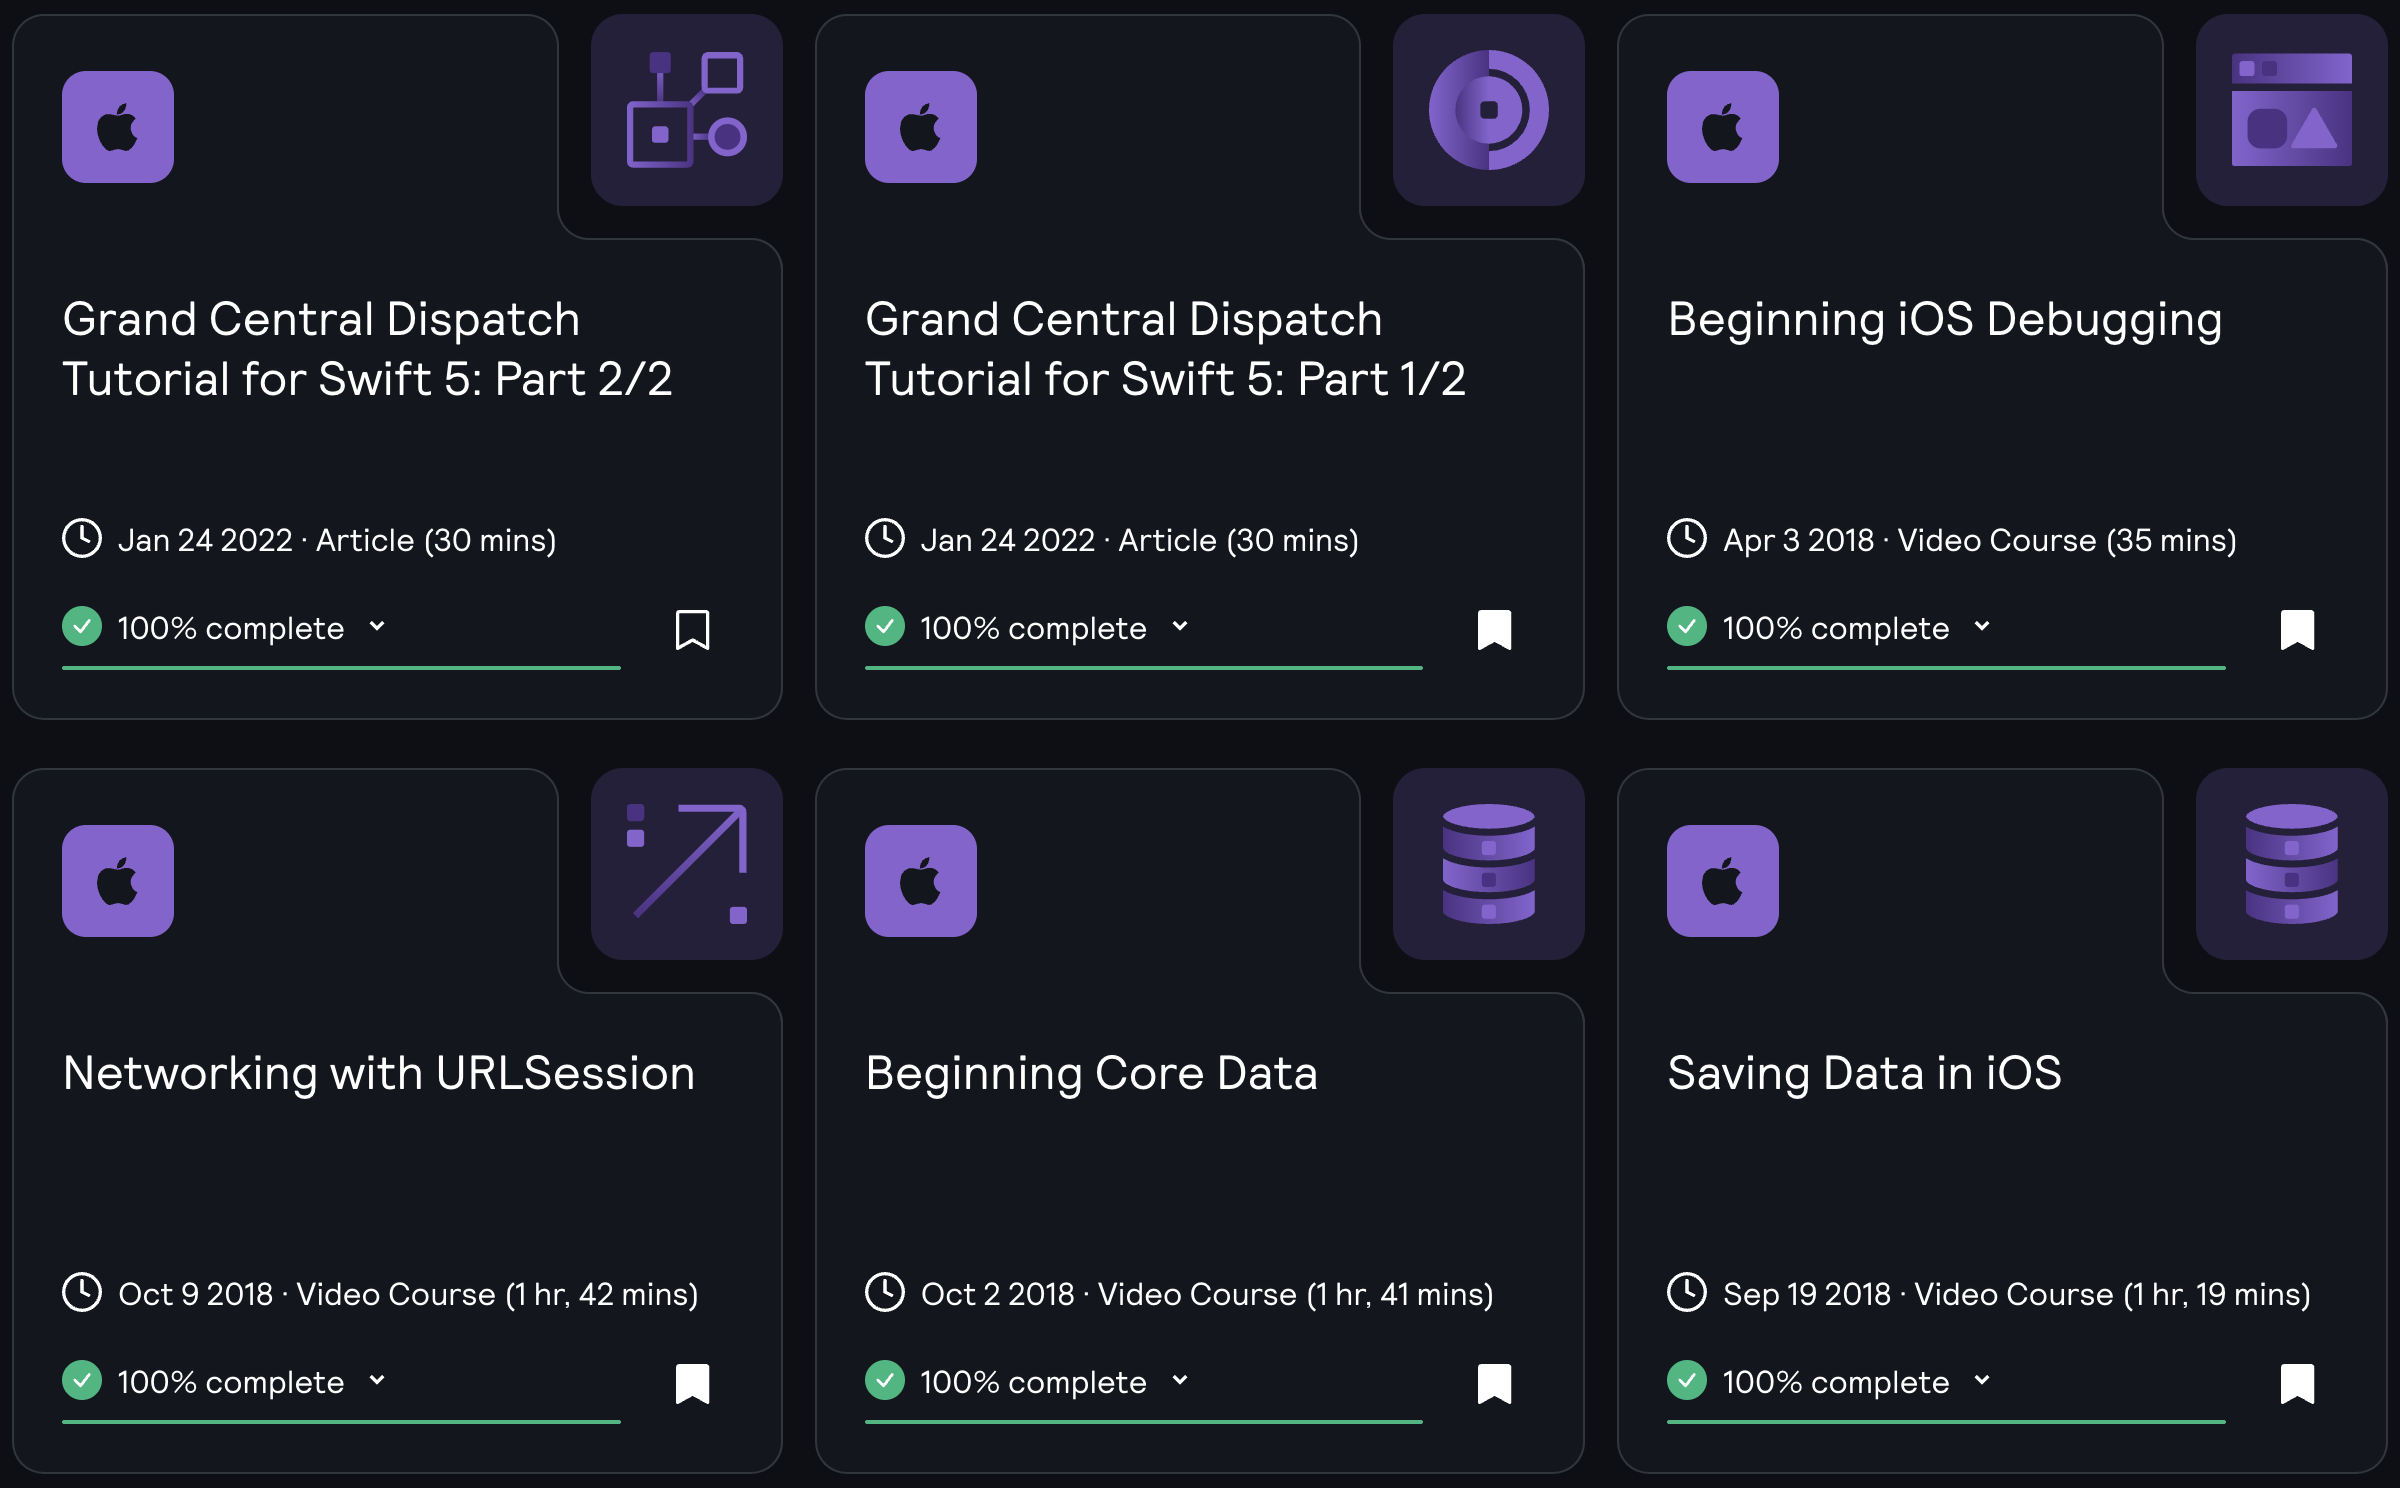 Grand Central Dispatch
Tutorial for Swift 5: Part 2/2
Jan 24 2022 · Article (30 mins)
100% complete
Grand Central Dispatch
Tutorial for Swift 5: Part 1/2
Jan 24 2022 · Article (30 mins)
100% complete
Beginning iOS Debugging
Apr 3 2018 · Video Course (35 mins)
100% complete
Networking with URLSession
Oct 9 2018 · Video Course (1 hr, 42 mins)
100% complete
Beginning Core Data
Oct 2 2018 · Video Course (1 hr, 41 mins)
100% complete
Saving Data in iOS
Sep 19 2018 · Video Course (1 hr, 19 mins)
100% complete